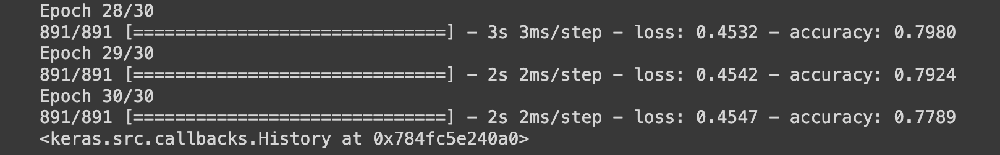 Epoch 28/30
891/891 [==============================] - 3s 3ms/step - loss: 0.4532 - accuracy: 0.7980
Epoch 29/30
891/891 [==============================] - 2s 2ms/step - loss: 0.4542 - accuracy: 0.7924
Epoch 30/30
891/891 [==============================] - 2s 2ms/step - loss: 0.4547 - accuracy: 0.7789
<keras.src.callbacks.History at 0x784fc5e240a0>